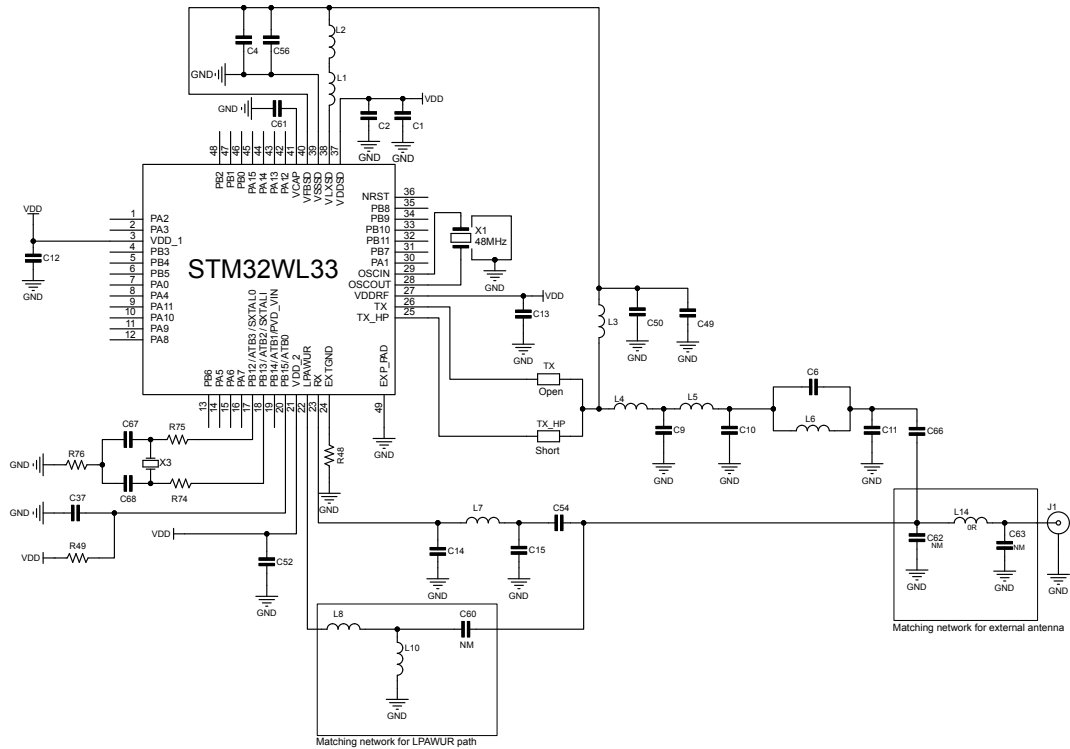 L2
C4
C56
GND
L1
GND
C61
VDD
C2
C1
GND
GND
48
47
46
45
44
43
42
41
40
39
38
37
PB2
PB1
PB0
PA15
PA14
PA13
PA12
VCAP
VFBSD
VSSSD
VLXSD
VDDSD
VDD
C12
GND
1 PA2
2 PA3
3 VDD_1
4 PB3
5 PB4
6 PB5
7 PA0
8 PA4
9 PA11
10 PA10
11 PA9
12 PA8
STM32WL33
NRST 36
PB8 35
PB9 34
PB10 33
PB11 32
PB7 31
PA1 30
OSCIN 29
OSCOUT 28
VDDRF 27
TX 26
TX_HP 25
X1
48MHz
GND
VDD
C13
GND
L3
C50
C49
GND
GND
PB6
PA5
PA6
PA7
PB12/ATB3/SXTAL0
PB13/ATB2/SXTALI
PB14/ATB1/PVD_VIN
PB15/ATB0
VDD_2
LPAWUR
RX
EXTGND
EXP_PAD
13
14
15
16
17
18
19
20
21
22
23
24
49
GND
R48
GND
TX
Open
TX_HP
Short
L4
L5
C6
L6
C9
C10
C11
C66
GND
GND
GND
C67
R75
GND
R76
X3
C68
R74
GND
C37
VDD
R49
VDD
C52
GND
C14
L7
C15
C54
GND
GND
L14
0R
J1
C62
NM
C63
NM
GND
GND
GND
Matching network for external antenna
L8
C60
NM
L10
GND
Matching network for LPAWUR path